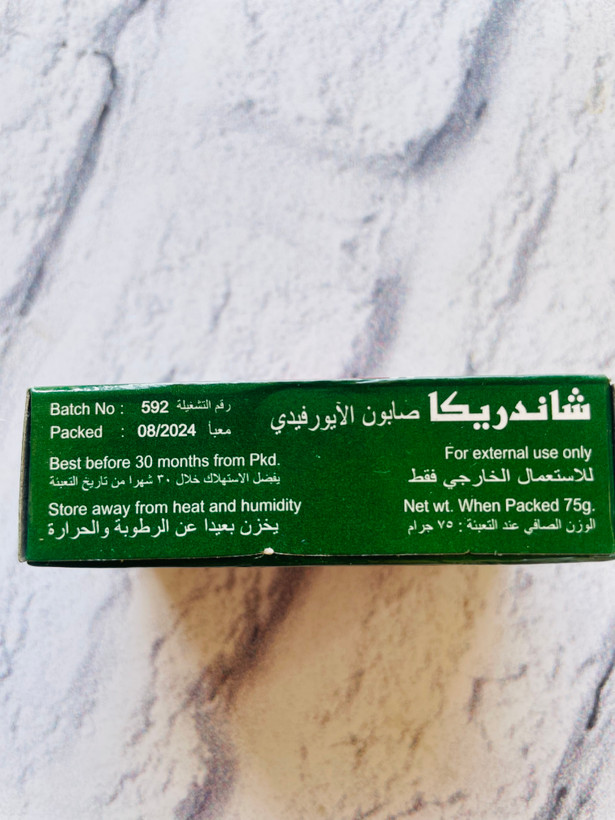 Batch No : 592 رقم التشغيلة
Packed : 08/2024 معبأ
Best before 30 months from Pkd.
يفضل الاستهلاك خلال ٣٠ شهرا من تاريخ التعبئة
Store away from heat and humidity
يخزن بعيدا عن الرطوبة والحرارة
شاندريكا صابون الآيورفيدي
For external use only
للاستعمال الخارجي فقط
Net wt. When Packed 75g.
الوزن الصافي عند التعبئة : ٧٥ جرام